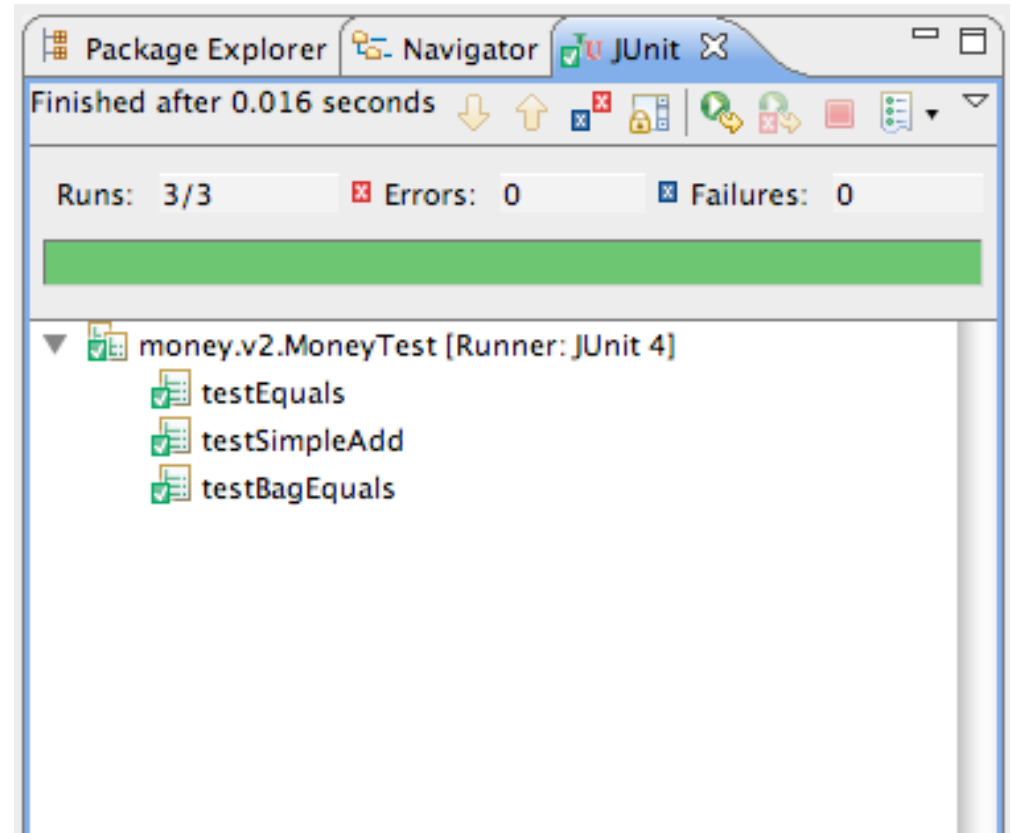 Package Explorer Navigator JUnit
Finished after 0.016 seconds
Runs: 3/3 Errors: 0 Failures: 0
money.v2.MoneyTest [Runner: JUnit 4]
testEquals
testSimpleAdd
testBagEquals